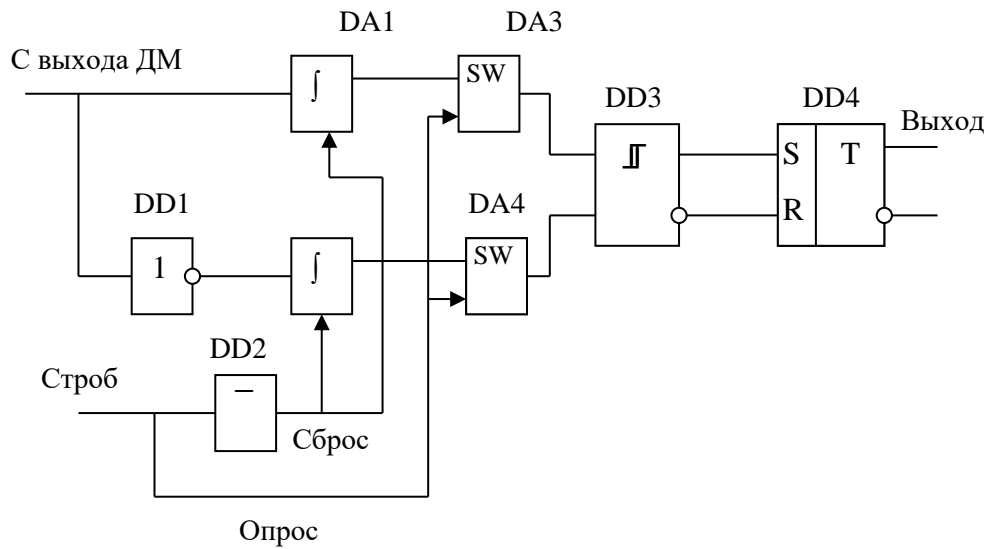 DA1
DA3
С выхода ДМ
∫
SW
DD3
DD4
Выход
S
T
R
DD1
DA4
1
∫
SW
DD2
Строб
Сброс
Опрос